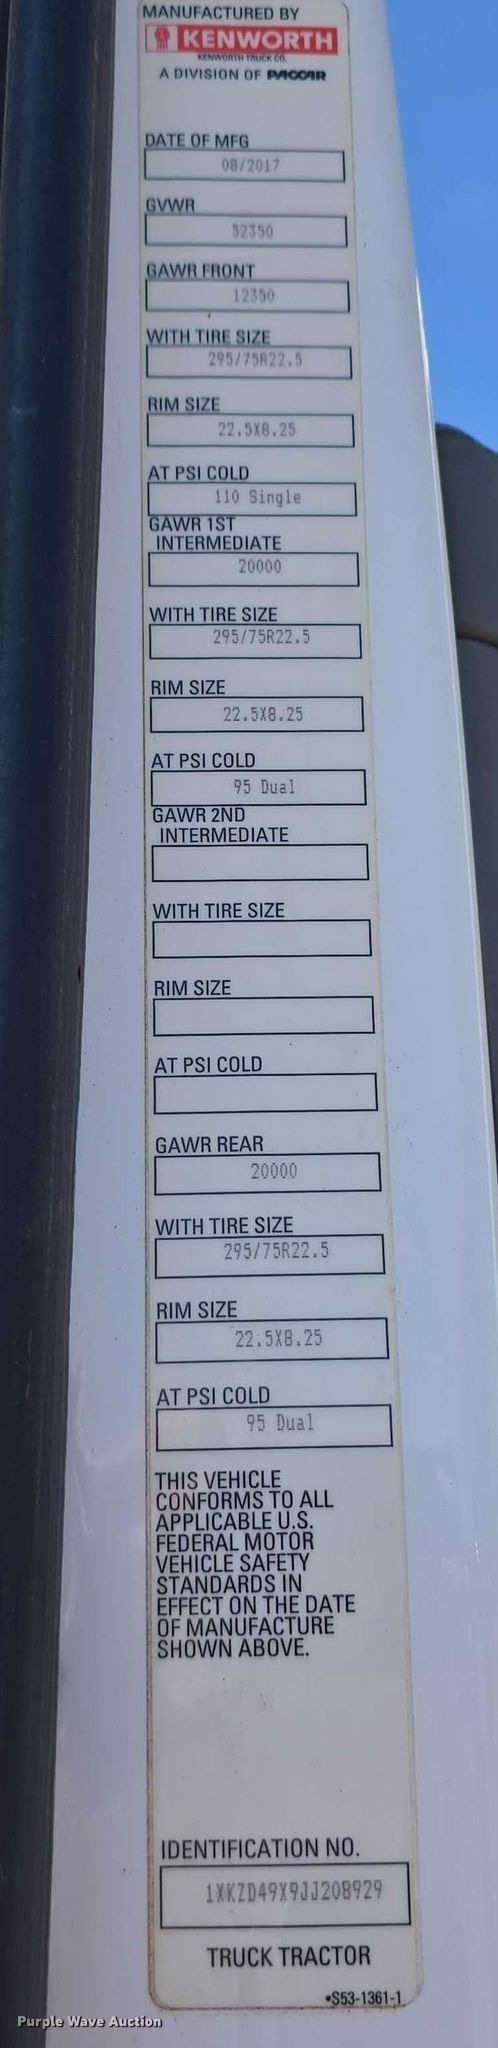 MANUFACTURED BY
KENWORTH
KENWORTH TRUCK CO.
A DIVISION OF PACCAR
DATE OF MFG
08/2017
GVWR
52350
GAWR FRONT
12350
WITH TIRE SIZE
295/75R22.5
RIM SIZE
22.5X8.25
AT PSI COLD
110 Single
GAWR 1ST
INTERMEDIATE
20000
WITH TIRE SIZE
295/75R22.5
RIM SIZE
22.5X8.25
AT PSI COLD
95 Dual
GAWR 2ND
INTERMEDIATE
WITH TIRE SIZE
RIM SIZE
AT PSI COLD
GAWR REAR
20000
WITH TIRE SIZE
295/75R22.5
RIM SIZE
22.5X8.25
AT PSI COLD
95 Dual
THIS VEHICLE
CONFORMS TO ALL
APPLICABLE U.S.
FEDERAL MOTOR
VEHICLE SAFETY
STANDARDS IN
EFFECT ON THE DATE
OF MANUFACTURE
SHOWN ABOVE.
IDENTIFICATION NO.
1XKZD49X9JJ208929
TRUCK TRACTOR
•S53-1361-1
Purple Wave Auction